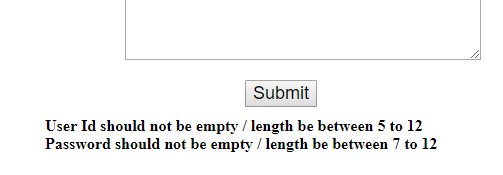 Submit
User Id should not be empty / length be between 5 to 12
Password should not be empty / length be between 7 to 12